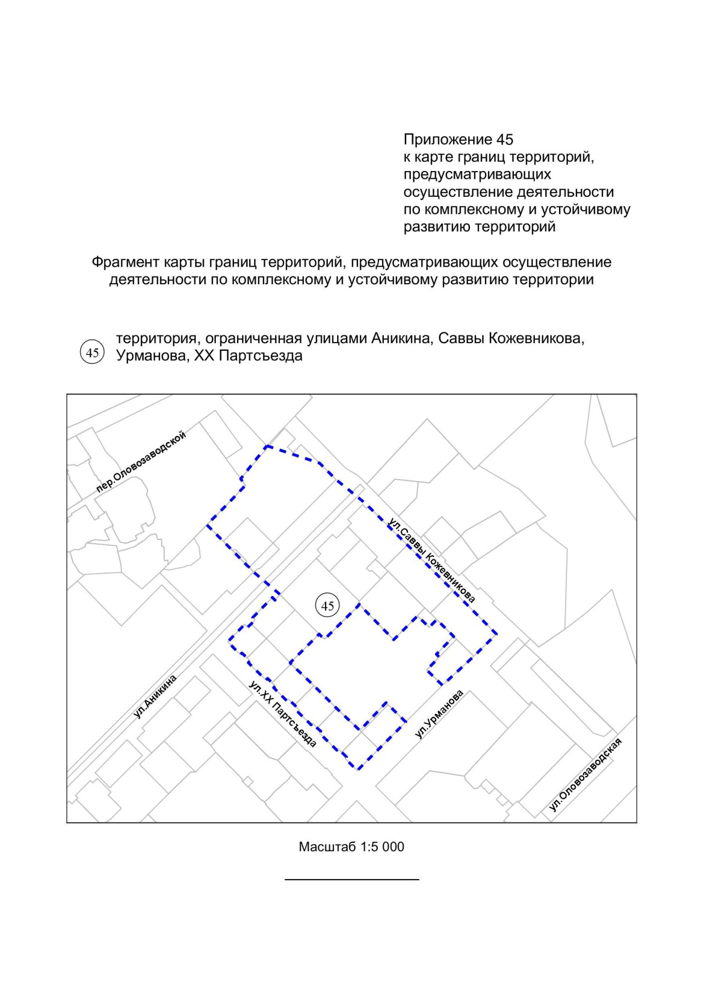 Приложение 45
к карте границ территорий,
предусматривающих
осуществление деятельности
по комплексному и устойчивому
развитию территорий
Фрагмент карты границ территорий, предусматривающих осуществление
деятельности по комплексному и устойчивому развитию территории
территория, ограниченная улицами Аникина, Саввы Кожевникова,
45
Урманова, XX Партсъезда
пер.Оловозаводской
ул.Саввы Кожевникова
45
ул.Аникина
ул.XX Партсъезда
ул.Урманова
ул.Оловозаводская
Масштаб 1:5 000